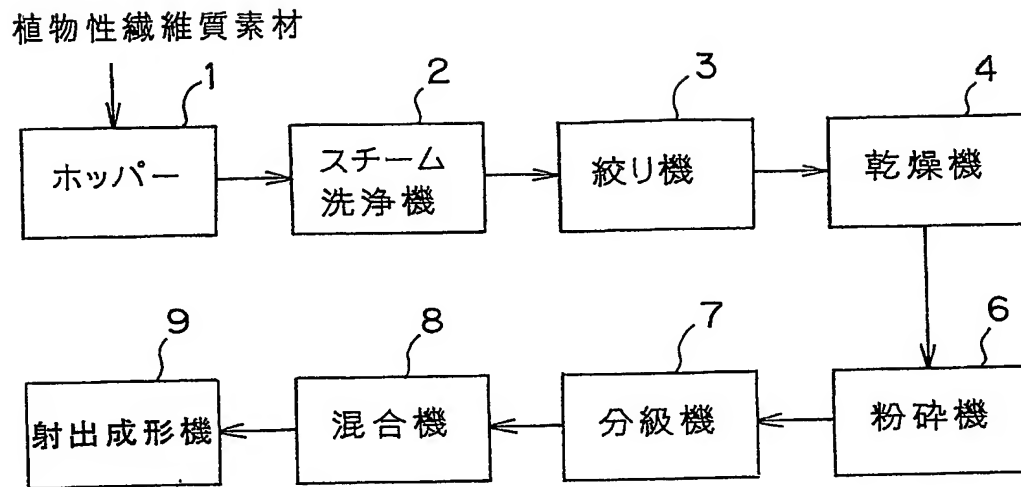 植物性繊維質素材
1
ホッパー
2
スチーム
洗浄機
3
絞り機
4
乾燥機
6
粉砕機
7
分級機
8
混合機
9
射出成形機